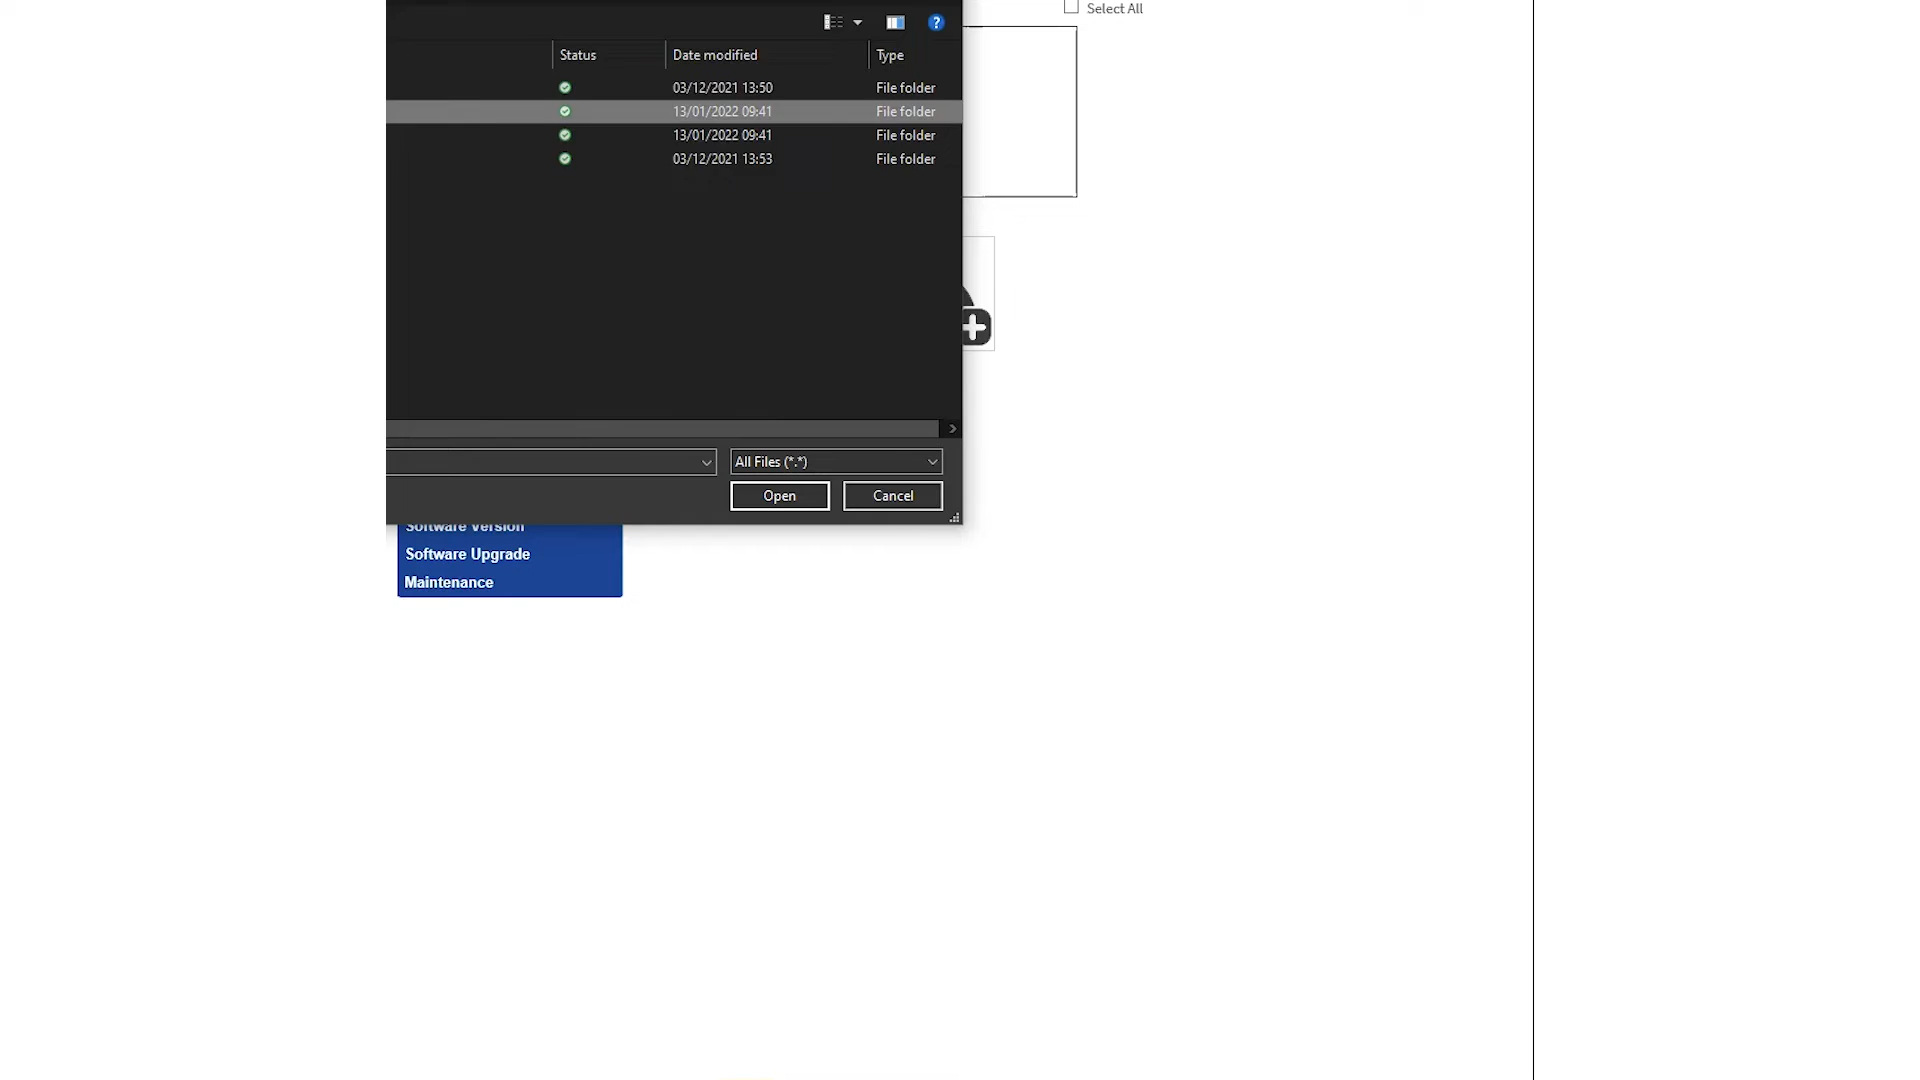 Select All
?
Status Date modified Type
03/12/2021 13:50 File folder
13/01/2022 09:41 File folder
13/01/2022 09:41 File folder
03/12/2021 13:53 File folder
All Files (*.*)
Open Cancel
Software Version
Software Upgrade
Maintenance